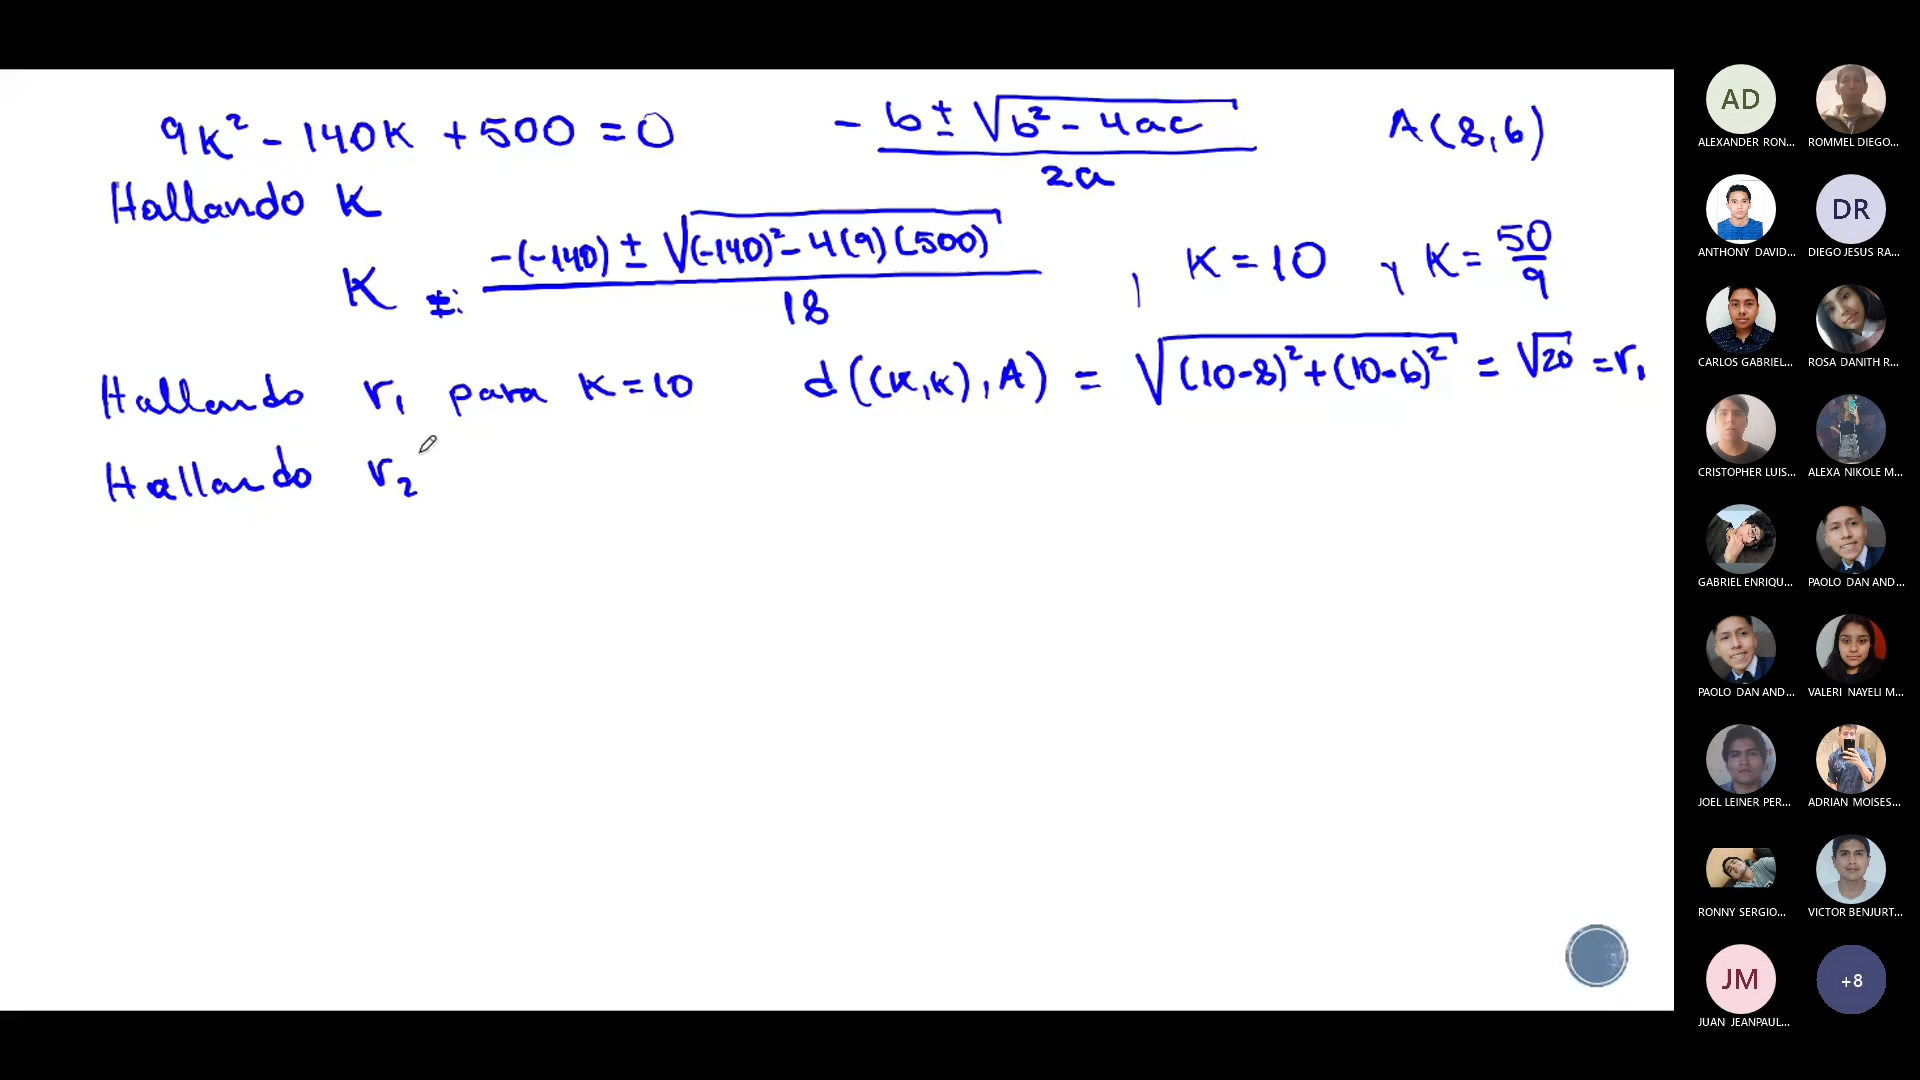 9K² - 140K + 500 = 0
- b ± √b² - 4ac / 2a
A(8,6)
Hallando K
K = -(-140) ± √(-140)² - 4(9)(500) / 18 , K = 10 y K = 50/9
Hallando r₁ para K = 10 d((K,K), A) = √(10-8)² + (10-6)² = √20 = r₁
Hallando r₂
AD
ALEXANDER RON...
ROMMEL DIEGO...
ANTHONY DAVID...
DR
DIEGO JESUS RA...
CARLOS GABRIEL...
ROSA DANITH R...
CRISTOPHER LUIS...
ALEXA NIKOLE M...
GABRIEL ENRIQU...
PAOLO DAN AND...
PAOLO DAN AND...
VALERI NAYELI M...
JOEL LEINER PER...
ADRIAN MOISES...
RONNY SERGIO...
VICTOR BENJURT...
JM
JUAN JEANPAUL...
+8